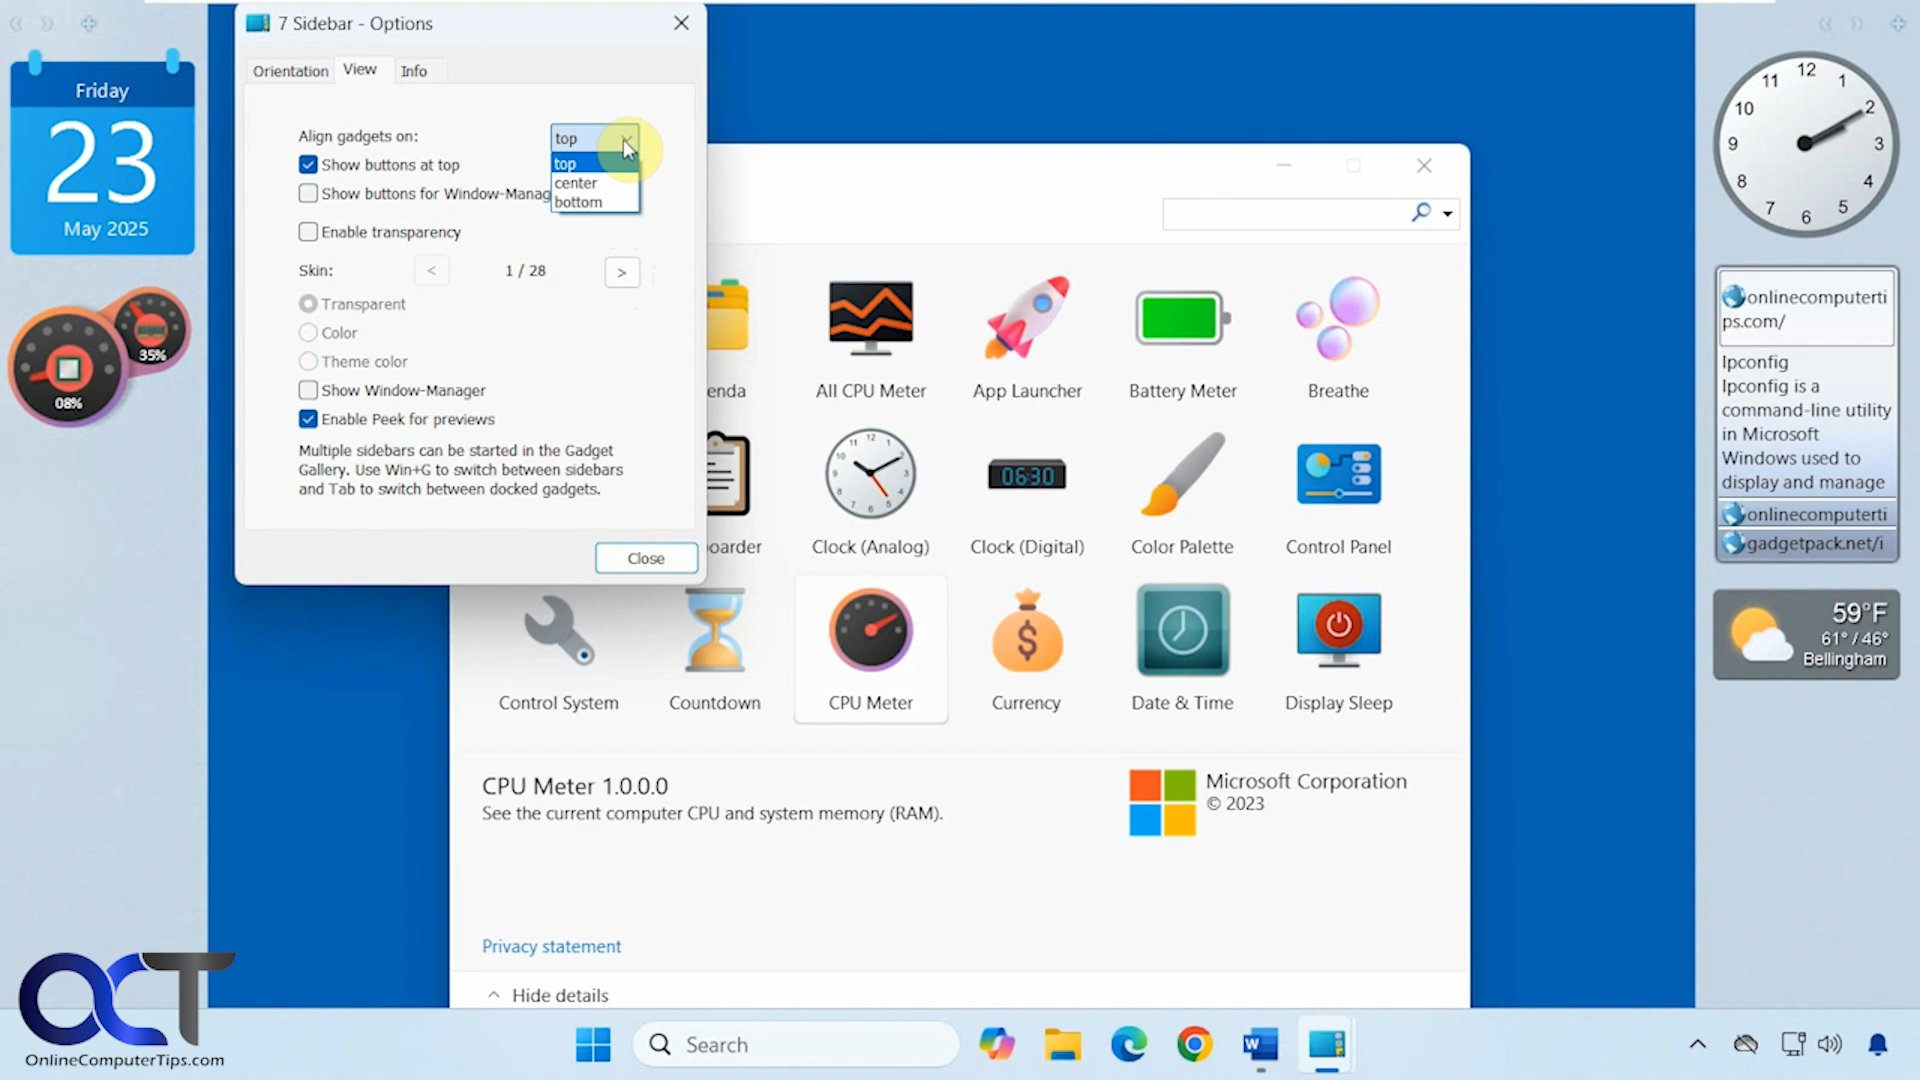 7 Sidebar - Options
Orientation
View
Info
Align gadgets on:
top
top
center
bottom
Show buttons at top
Show buttons for Window-Manag
Enable transparency
Skin:
<
1 / 28
>
Transparent
Color
Theme color
Show Window-Manager
Enable Peek for previews
Multiple sidebars can be started in the Gadget
Gallery. Use Win+G to switch between sidebars
and Tab to switch between docked gadgets.
Close
Friday
23
May 2025
35%
08%
enda
All CPU Meter
App Launcher
Battery Meter
Breathe
06:30
oarder
Clock (Analog)
Clock (Digital)
Color Palette
Control Panel
Control System
Countdown
CPU Meter
Currency
Date & Time
Display Sleep
CPU Meter 1.0.0.0
See the current computer CPU and system memory (RAM).
Microsoft Corporation
© 2023
Privacy statement
Hide details
12
1
2
3
4
5
6
7
8
9
10
11
onlinecomputerti
ps.com/
Ipconfig
Ipconfig is a
command-line utility
in Microsoft
Windows used to
display and manage
onlinecomputerti
gadgetpack.net/i
59°F
61° / 46°
Bellingham
OCT
OnlineComputerTips.com
Search
W